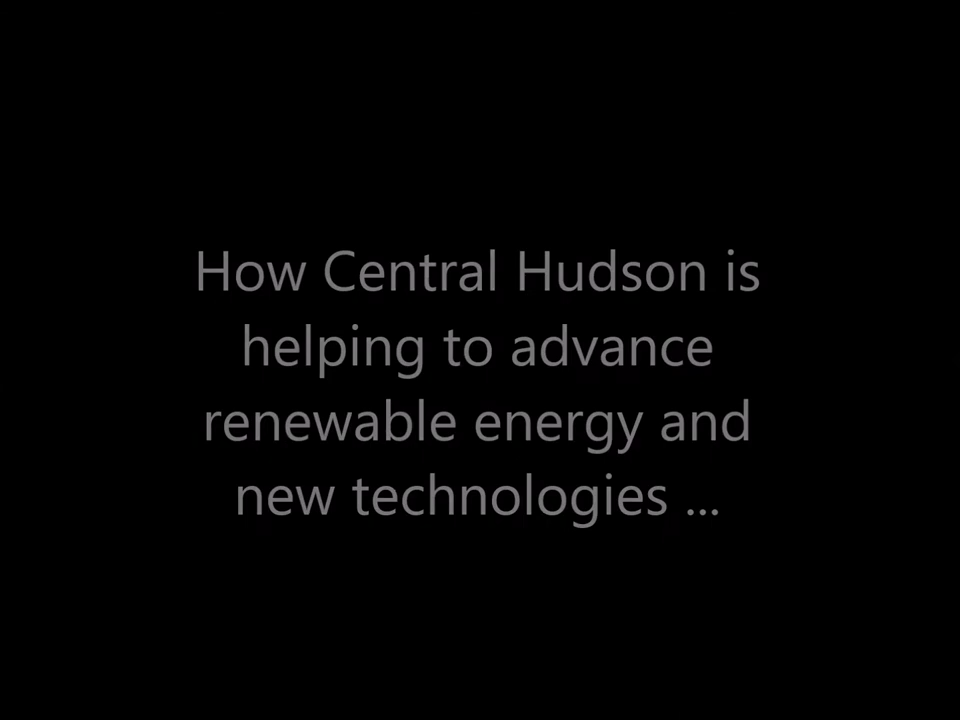 How Central Hudson is
helping to advance
renewable energy and
new technologies ...